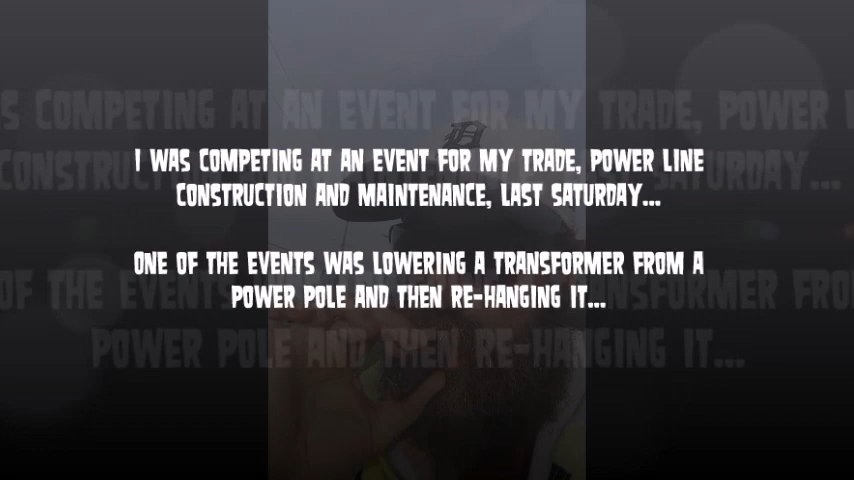 I WAS COMPETING AT AN EVENT FOR MY TRADE, POWER LINE
CONSTRUCTION AND MAINTENANCE, LAST SATURDAY...
ONE OF THE EVENTS WAS LOWERING A TRANSFORMER FROM A
POWER POLE AND THEN RE-HANGING IT...